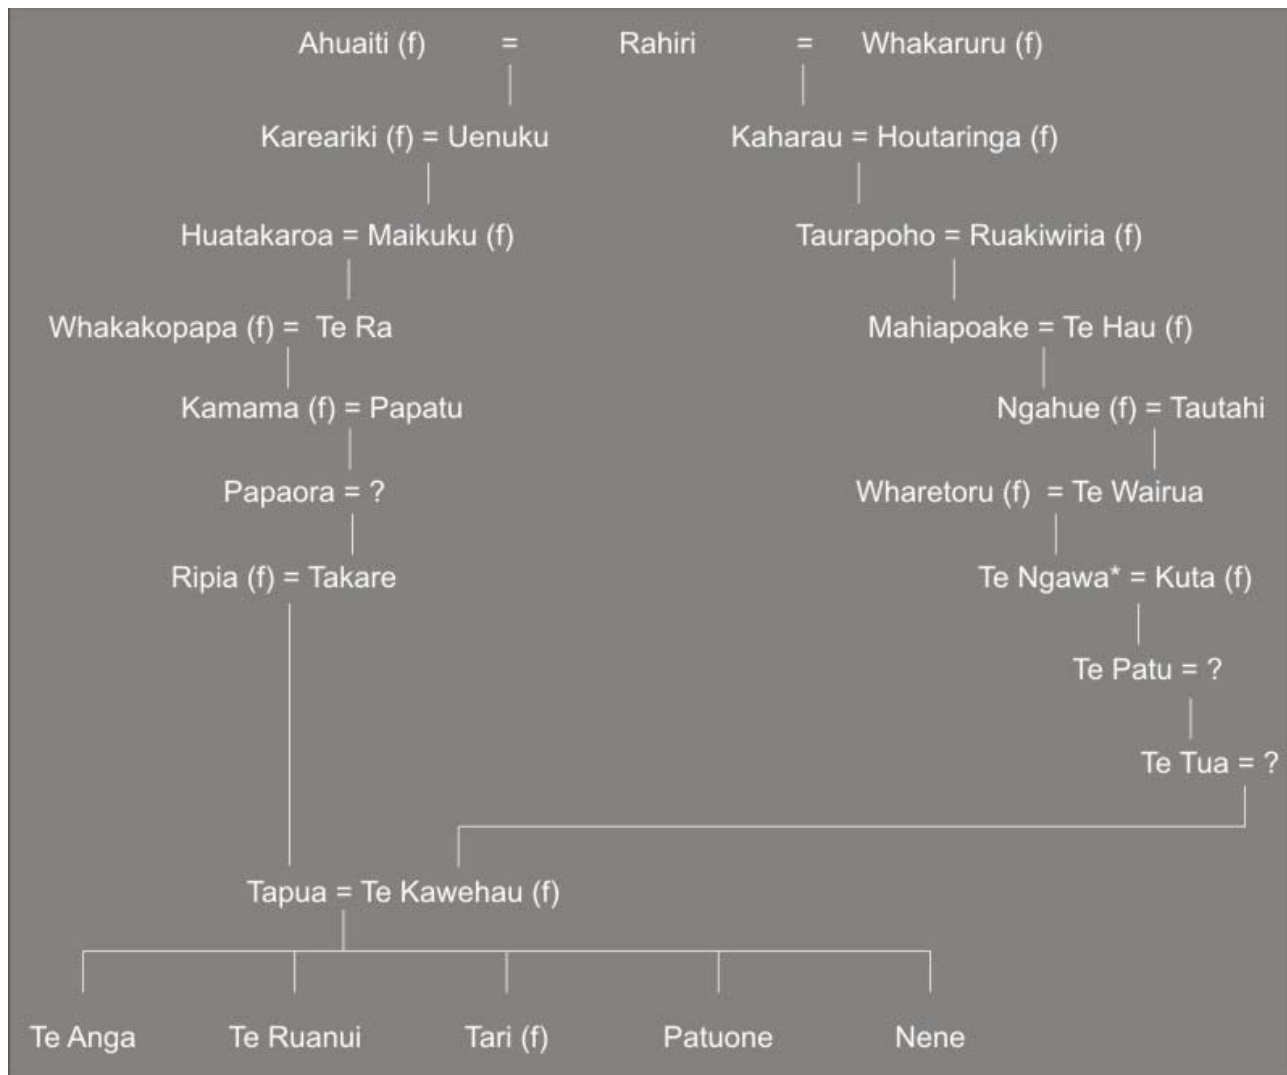 Ahuaiti (f) = Rahiri = Whakaruru (f)
Kareariki (f) = Uenuku Kaharau = Houtaringa (f)
Huatakaroa = Maikuku (f) Taurapoho = Ruakiwiria (f)
Whakakopapa (f) = Te Ra Mahiapoake = Te Hau (f)
Kamama (f) = Papatu Ngahue (f) = Tautahi
Papaora = ? Wharetoru (f) = Te Wairua
Ripia (f) = Takare Te Ngawa* = Kuta (f)
Te Patu = ?
Te Tua = ?
Tapua = Te Kawehau (f)
Te Anga Te Ruanui Tari (f) Patuone Nene